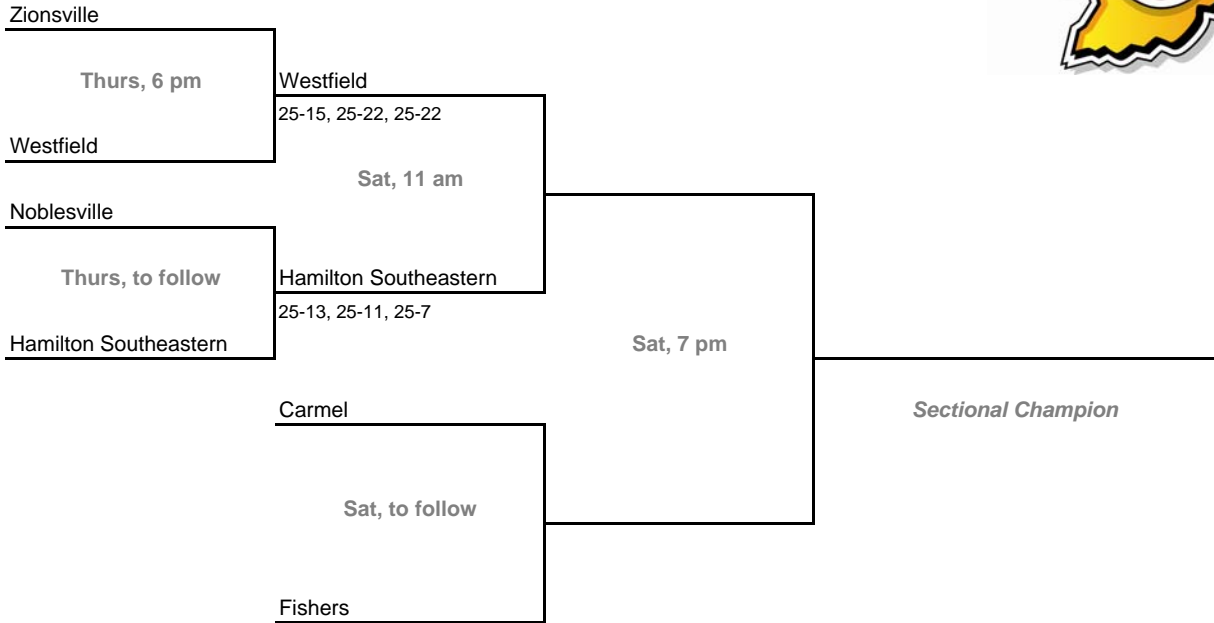 Zionsville
Thurs, 6 pm
Westfield
25-15, 25-22, 25-22
Westfield
Sat, 11 am
Noblesville
Thurs, to follow
Hamilton Southeastern
25-13, 25-11, 25-7
Hamilton Southeastern
Sat, 7 pm
Carmel
Sectional Champion
Sat, to follow
Fishers